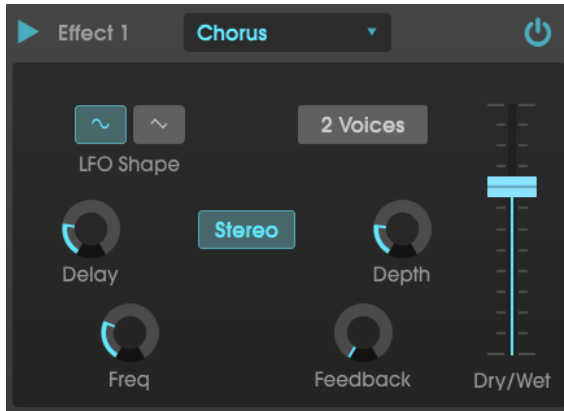 Effect 1
Chorus
2 Voices
LFO Shape
Stereo
Delay
Depth
Freq
Feedback
Dry/Wet